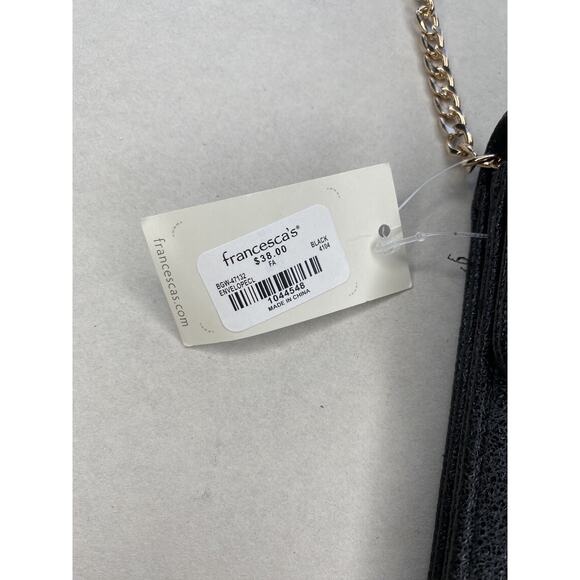 francescas.com
francesca's®
$38.00
FA
BLACK
4104
BGW-47132
ENVELOPECL
1044548
MADE IN CHINA